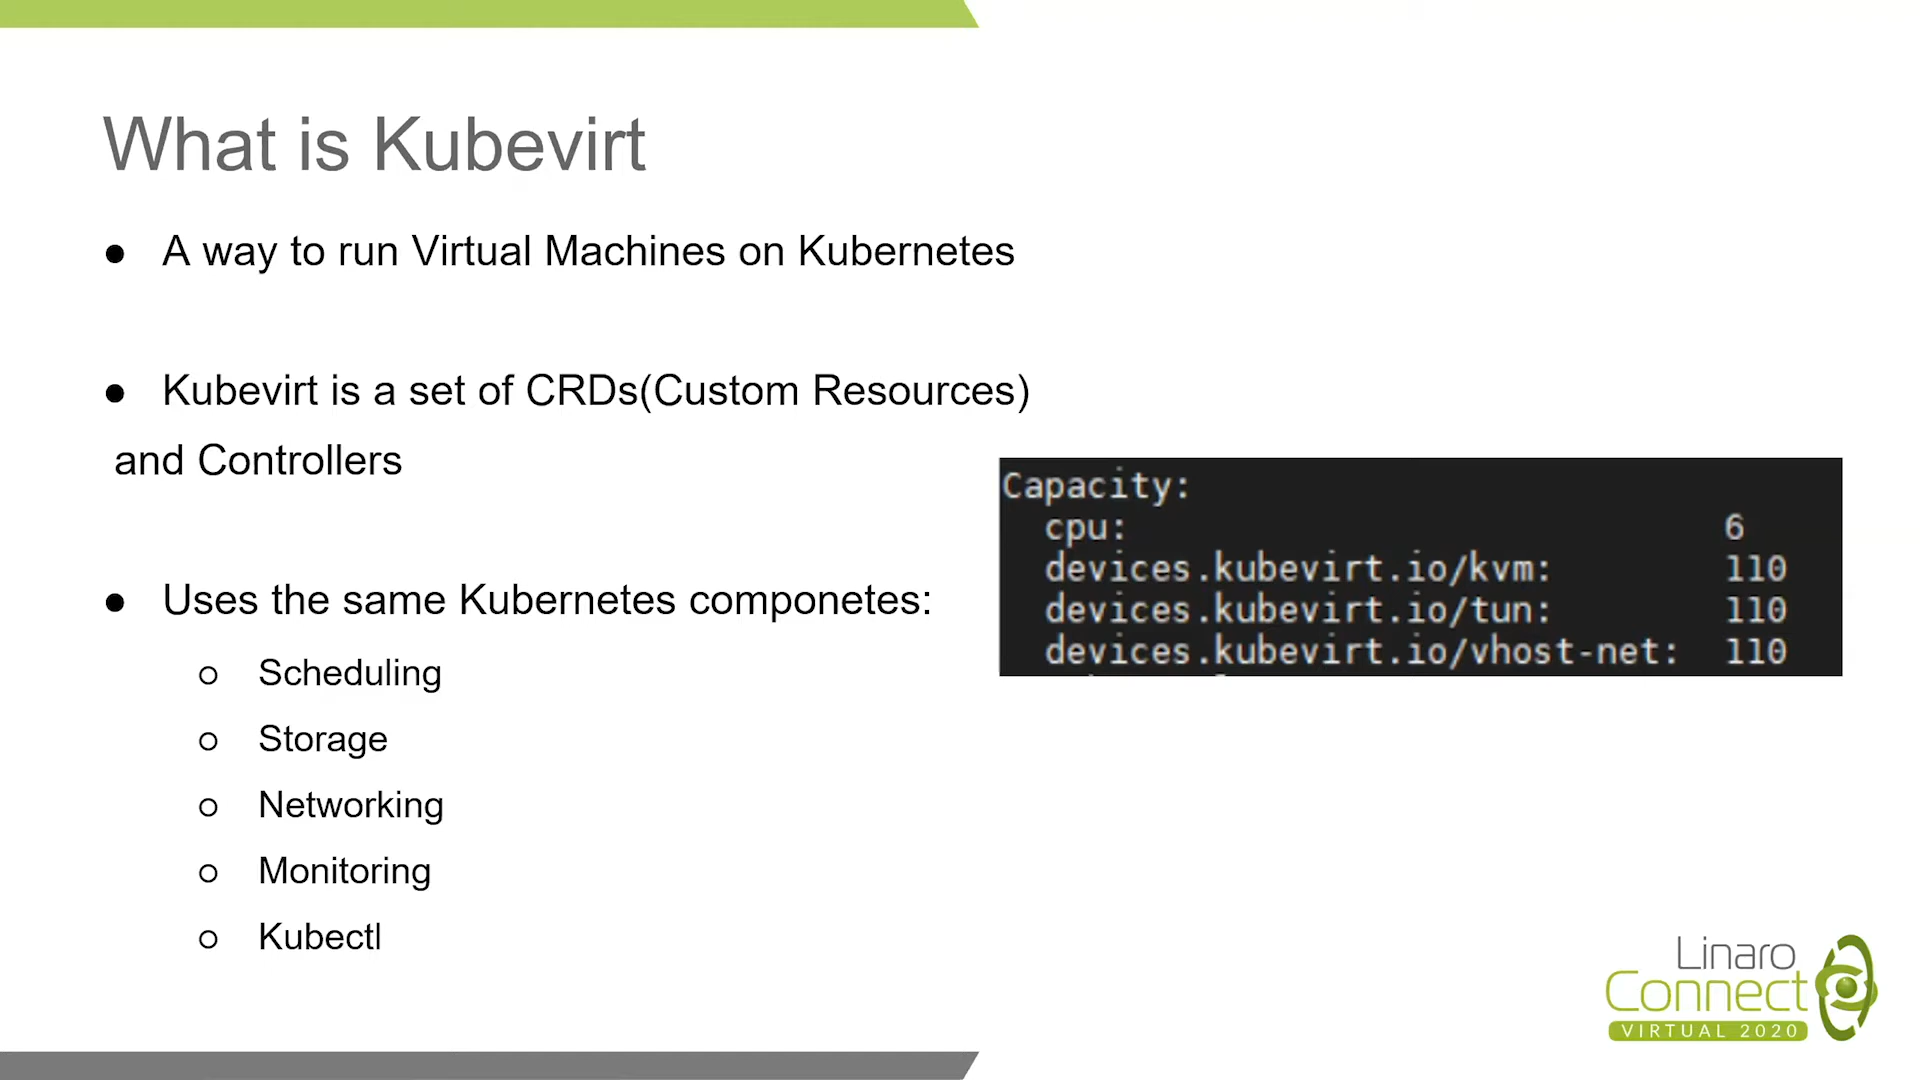 What is Kubevirt
● A way to run Virtual Machines on Kubernetes
● Kubevirt is a set of CRDs(Custom Resources)
and Controllers
● Uses the same Kubernetes componetes:
○ Scheduling
○ Storage
○ Networking
○ Monitoring
○ Kubectl
Capacity:
cpu: 6
devices.kubevirt.io/kvm: 110
devices.kubevirt.io/tun: 110
devices.kubevirt.io/vhost-net: 110
Linaro
Connect
VIRTUAL 2020